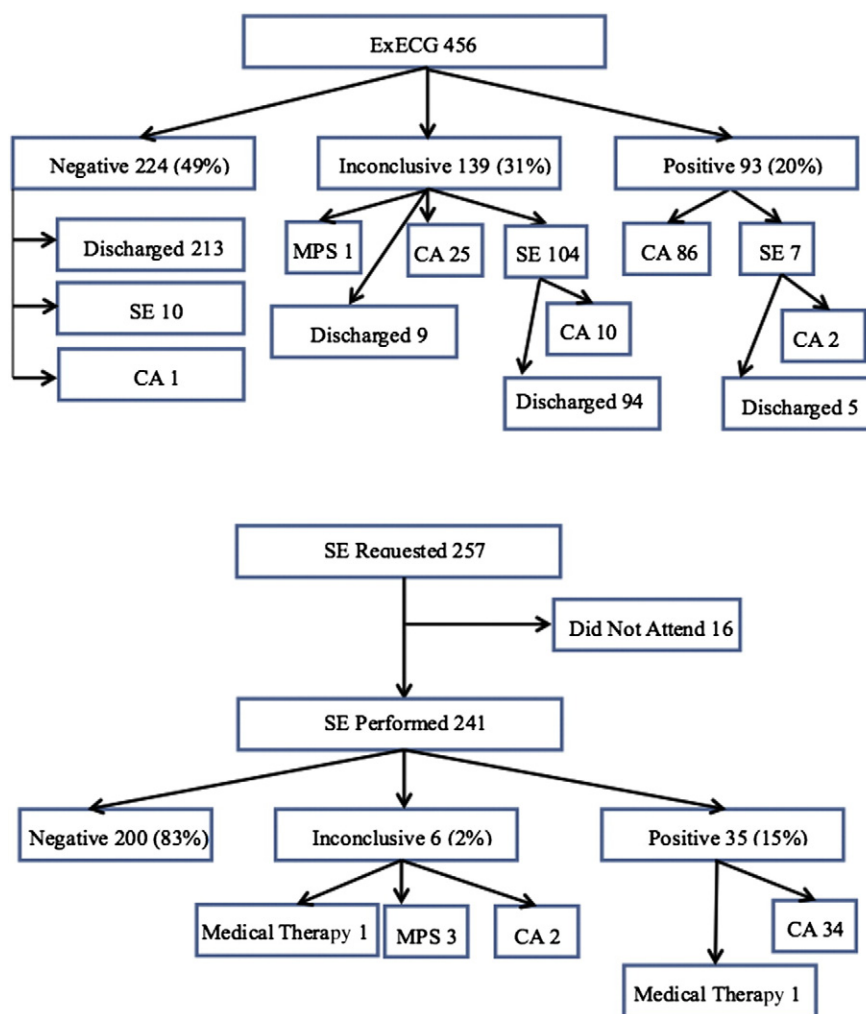 ExECG 456
Negative 224 (49%)
Inconclusive 139 (31%)
Positive 93 (20%)
Discharged 213
SE 10
CA 1
MPS 1
CA 25
SE 104
Discharged 9
CA 10
Discharged 94
CA 86
SE 7
CA 2
Discharged 5
SE Requested 257
Did Not Attend 16
SE Performed 241
Negative 200 (83%)
Inconclusive 6 (2%)
Positive 35 (15%)
Medical Therapy 1
MPS 3
CA 2
CA 34
Medical Therapy 1